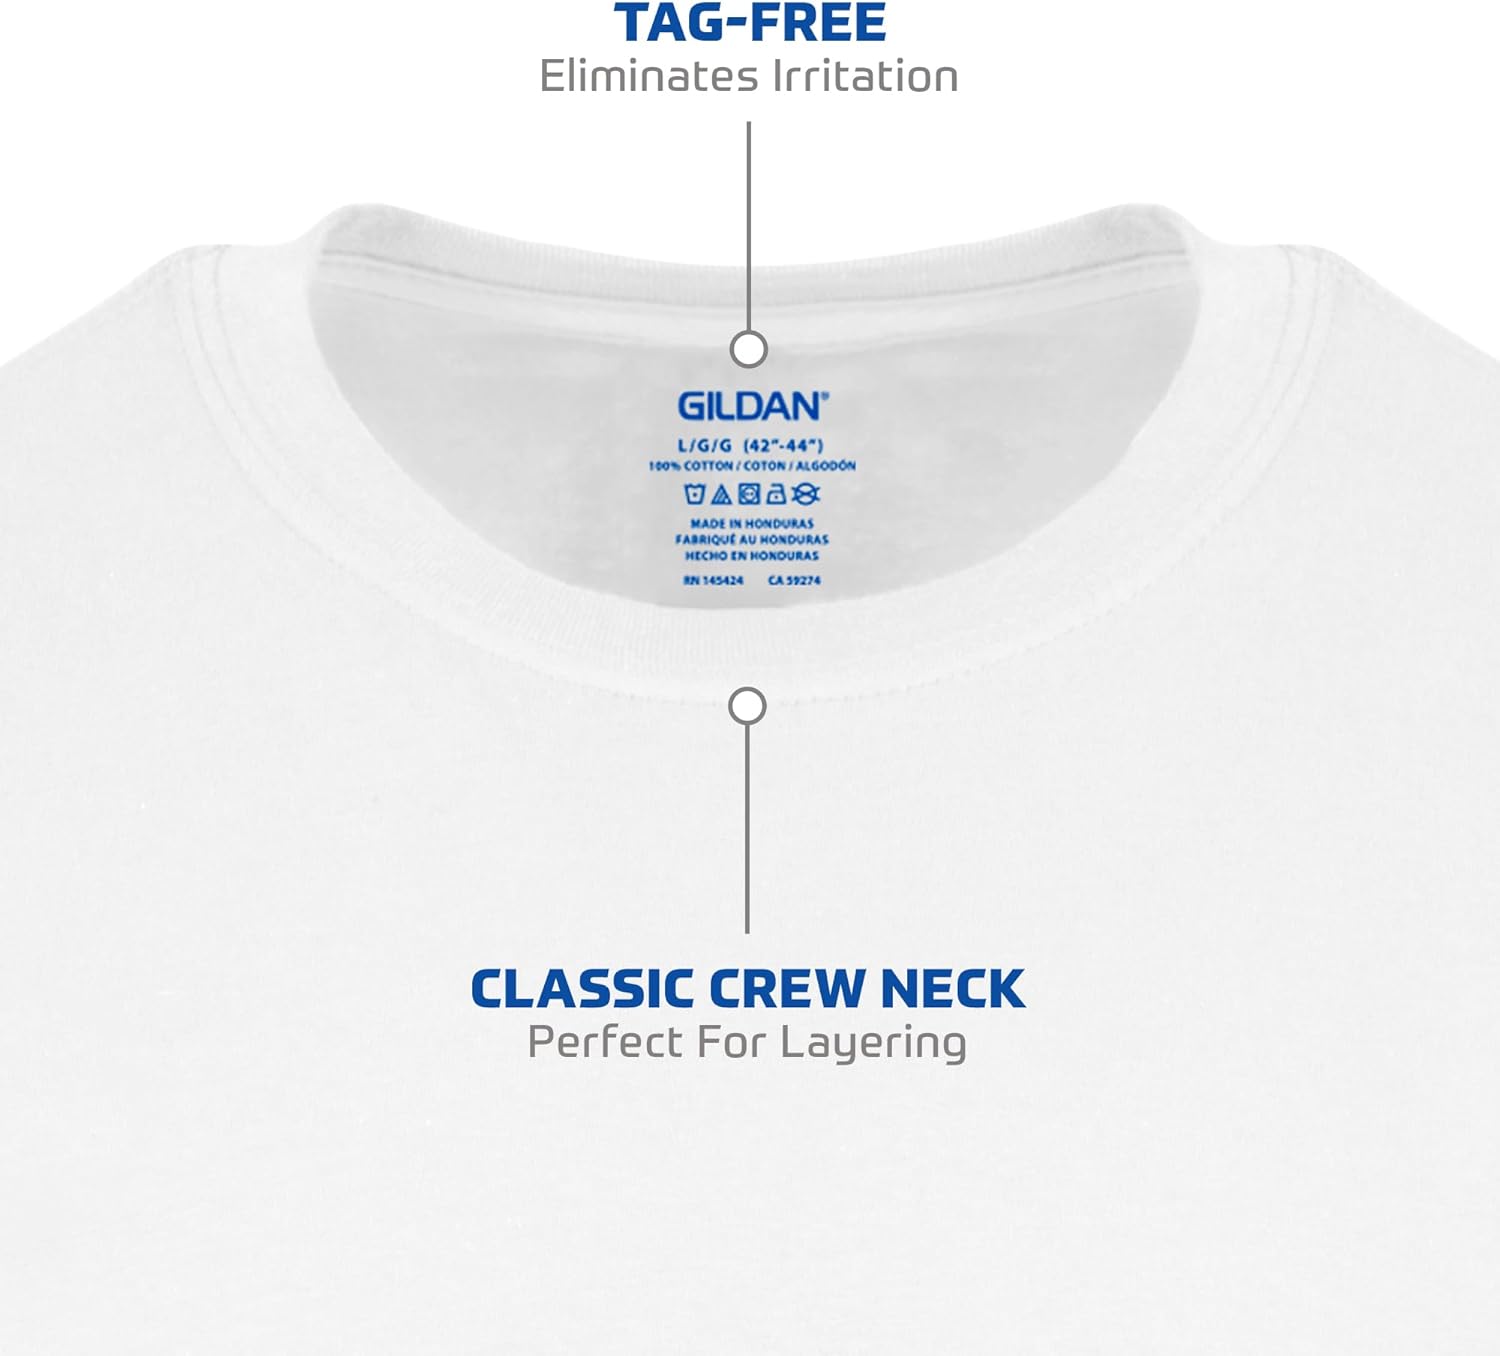 TAG-FREE
Eliminates Irritation
GILDAN®
L/G/G (42"-44")
100% COTTON / COTON / ALGODÓN
MADE IN HONDURAS
FABRIQUÉ AU HONDURAS
HECHO EN HONDURAS
RN 145424 CA 59274
CLASSIC CREW NECK
Perfect For Layering